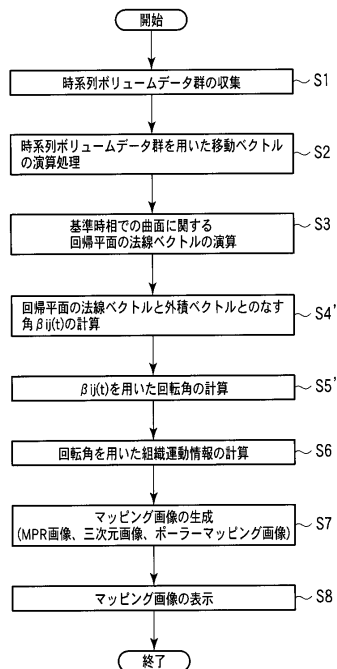 開始
時系列ボリュームデータ群の収集
S1
時系列ボリュームデータ群を用いた移動ベクトル
の演算処理
S2
基準時相での曲面に関する
回帰平面の法線ベクトルの演算
S3
回帰平面の法線ベクトルと外積ベクトルとのなす
角βij(t)の計算
S4'
βij(t)を用いた回転角の計算
S5'
回転角を用いた組織運動情報の計算
S6
マッピング画像の生成
(MPR画像、三次元画像、ポーラーマッピング画像)
S7
マッピング画像の表示
S8
終了